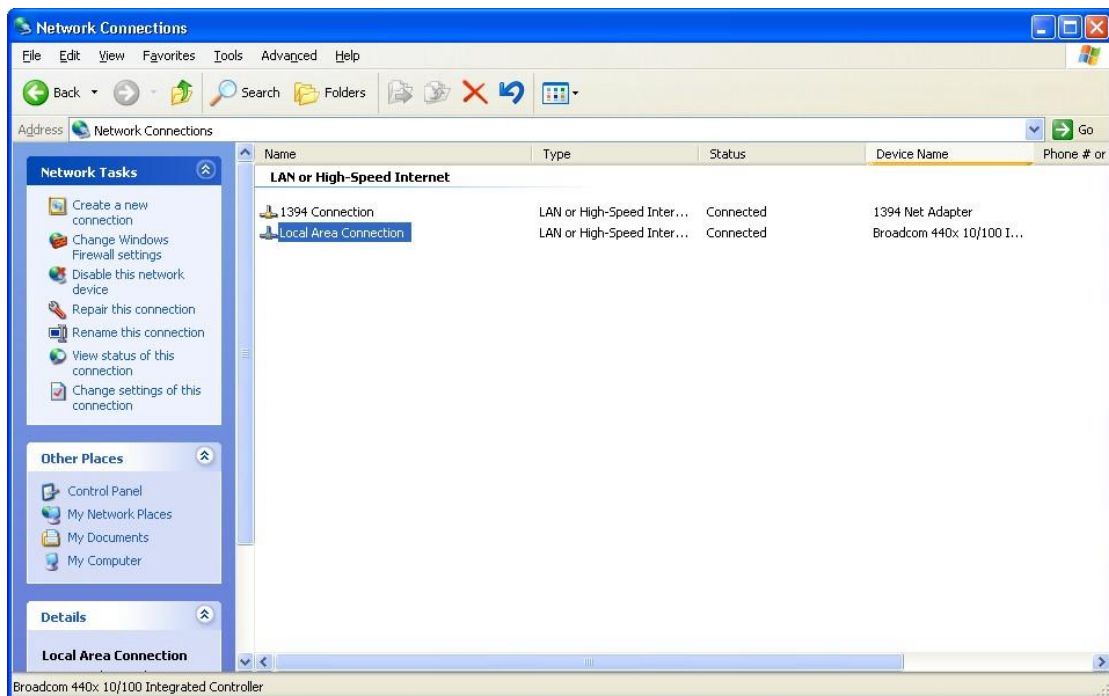 Network Connections
File Edit View Favorites Tools Advanced Help
Back Search Folders
Address Network Connections Go
Name Type Status Device Name Phone # or
LAN or High-Speed Internet
1394 Connection LAN or High-Speed Inter... Connected 1394 Net Adapter
Local Area Connection LAN or High-Speed Inter... Connected Broadcom 440x 10/100 I...
Network Tasks
Create a new
connection
Change Windows
Firewall settings
Disable this network
device
Repair this connection
Rename this connection
View status of this
connection
Change settings of this
connection
Other Places
Control Panel
My Network Places
My Documents
My Computer
Details
Local Area Connection
Broadcom 440x 10/100 Integrated Controller